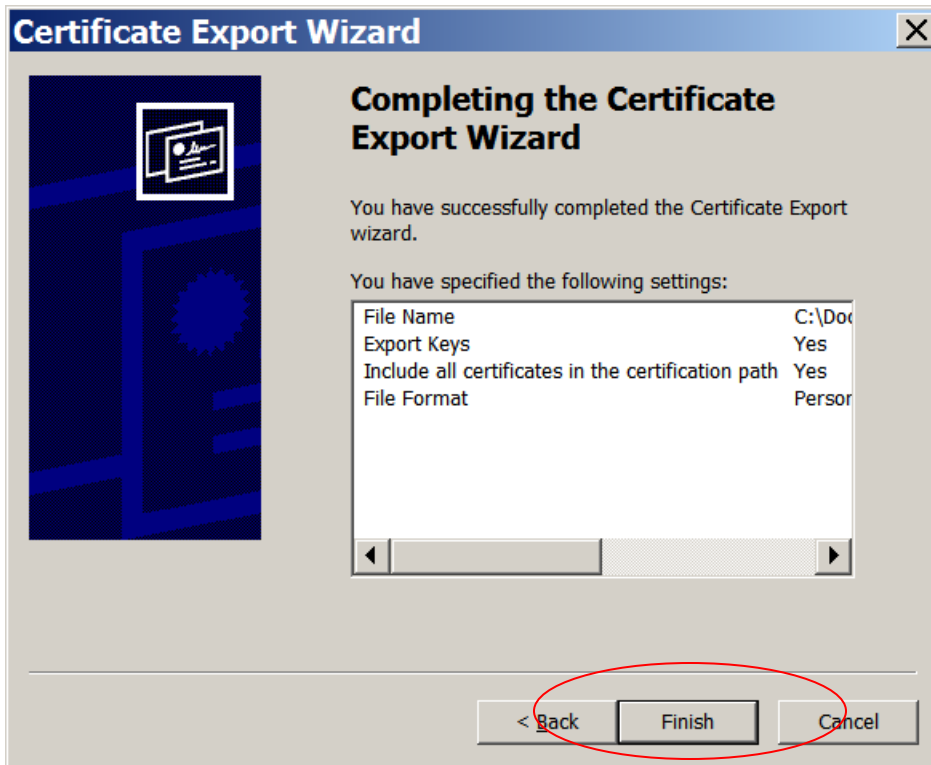 Certificate Export Wizard
Completing the Certificate
Export Wizard
You have successfully completed the Certificate Export
wizard.
You have specified the following settings:
File Name C:\Doc
Export Keys Yes
Include all certificates in the certification path Yes
File Format Person
< Back Finish Cancel